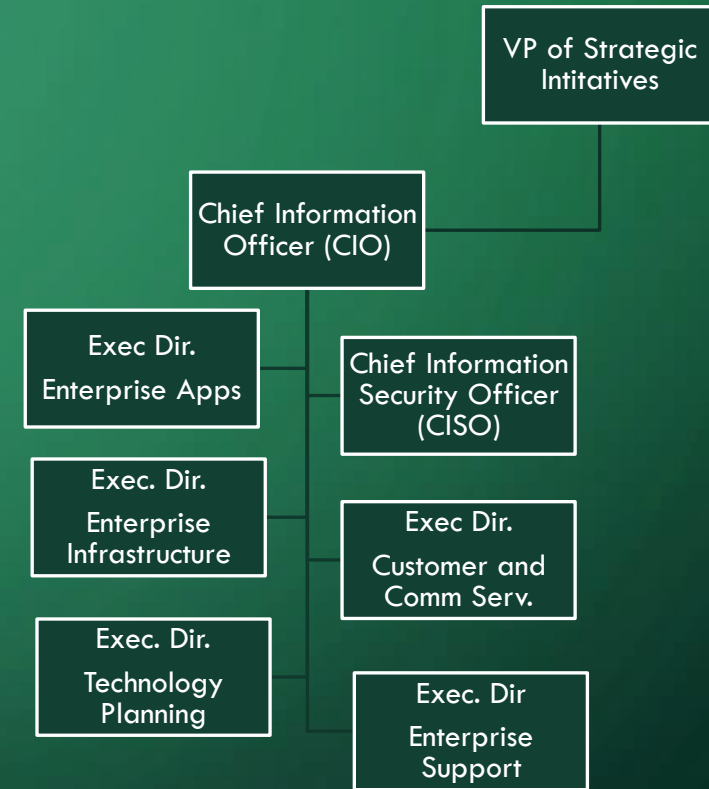 VP of Strategic
Intitatives
Chief Information
Officer (CIO)
Exec Dir.
Enterprise Apps
Chief Information
Security Officer
(CISO)
Exec. Dir.
Enterprise
Infrastructure
Exec Dir.
Customer and
Comm Serv.
Exec. Dir.
Technology
Planning
Exec. Dir
Enterprise
Support